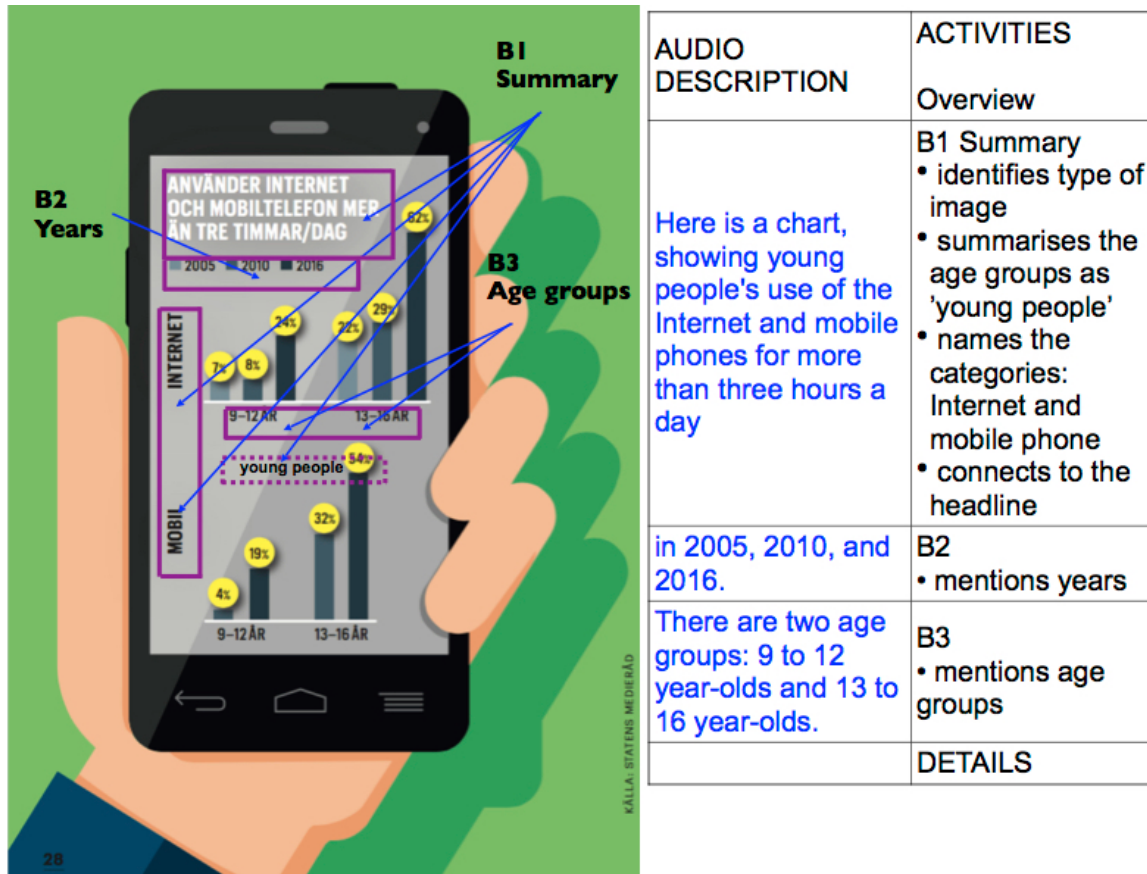 B1
Summary
B2
Years
B3
Age groups
ANVÄNDER INTERNET
OCH MOBILTELEFON MER
ÄN TRE TIMMAR/DAG
2005 2010 2016
INTERNET
7% 8% 24% 22% 29% 62%
9–12 ÅR 13–16 ÅR
young people
MOBIL
4% 19% 32% 54%
9–12 ÅR 13–16 ÅR
KÄLLA: STATENS MEDIERÅD
28
AUDIO
DESCRIPTION
ACTIVITIES
Overview
Here is a chart,
showing young
people's use of the
Internet and mobile
phones for more
than three hours a
day
B1 Summary
• identifies type of
image
• summarises the
age groups as
’young people’
• names the
categories:
Internet and
mobile phone
• connects to the
headline
in 2005, 2010, and
2016.
B2
• mentions years
There are two age
groups: 9 to 12
year-olds and 13 to
16 year-olds.
B3
• mentions age
groups
DETAILS